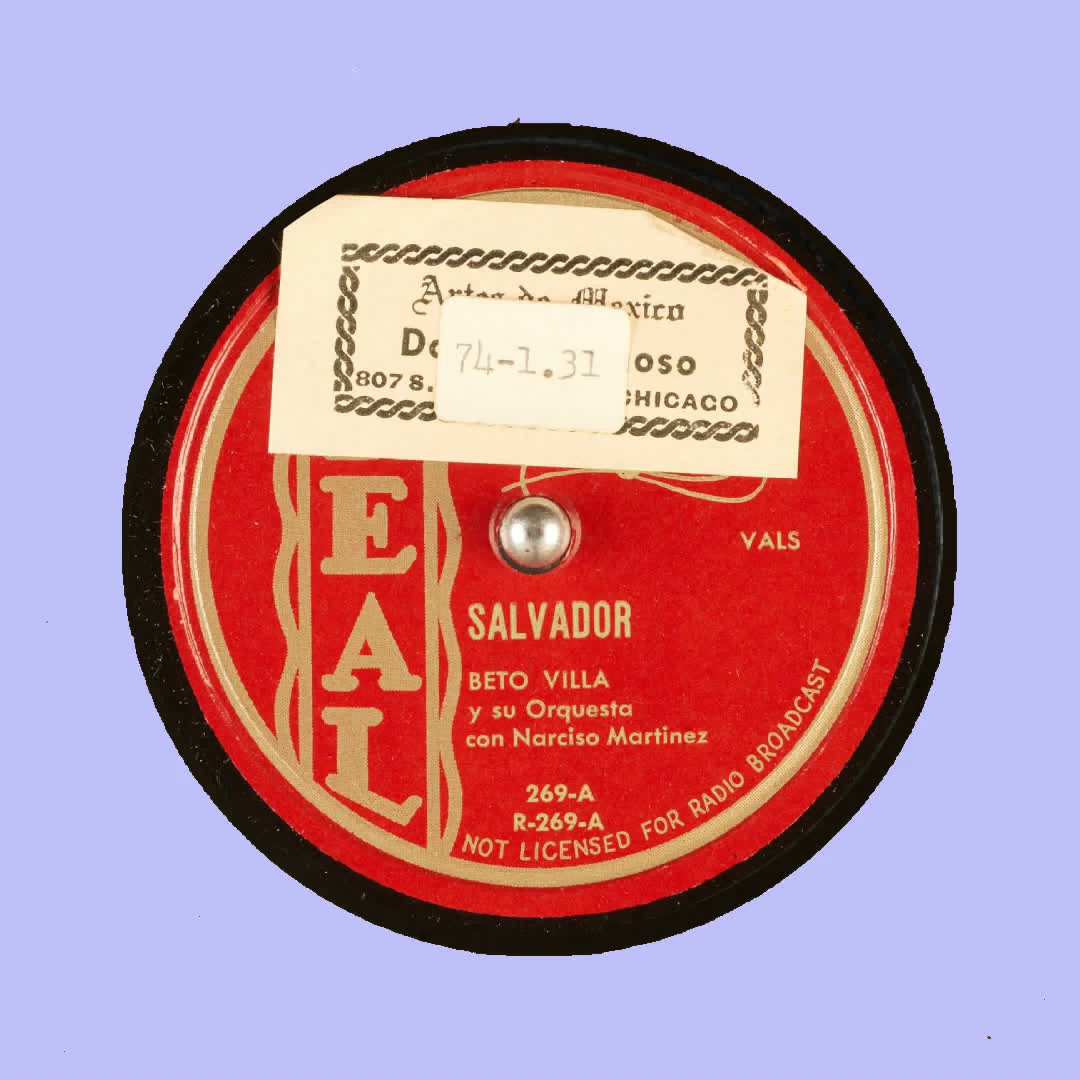 Artes de Mexico
74-1.31
oso
807 S.
CHICAGO
EAL
VALS
SALVADOR
BETO VILLA
y su Orquesta
con Narciso Martinez
269-A
R-269-A
NOT LICENSED FOR RADIO BROADCAST